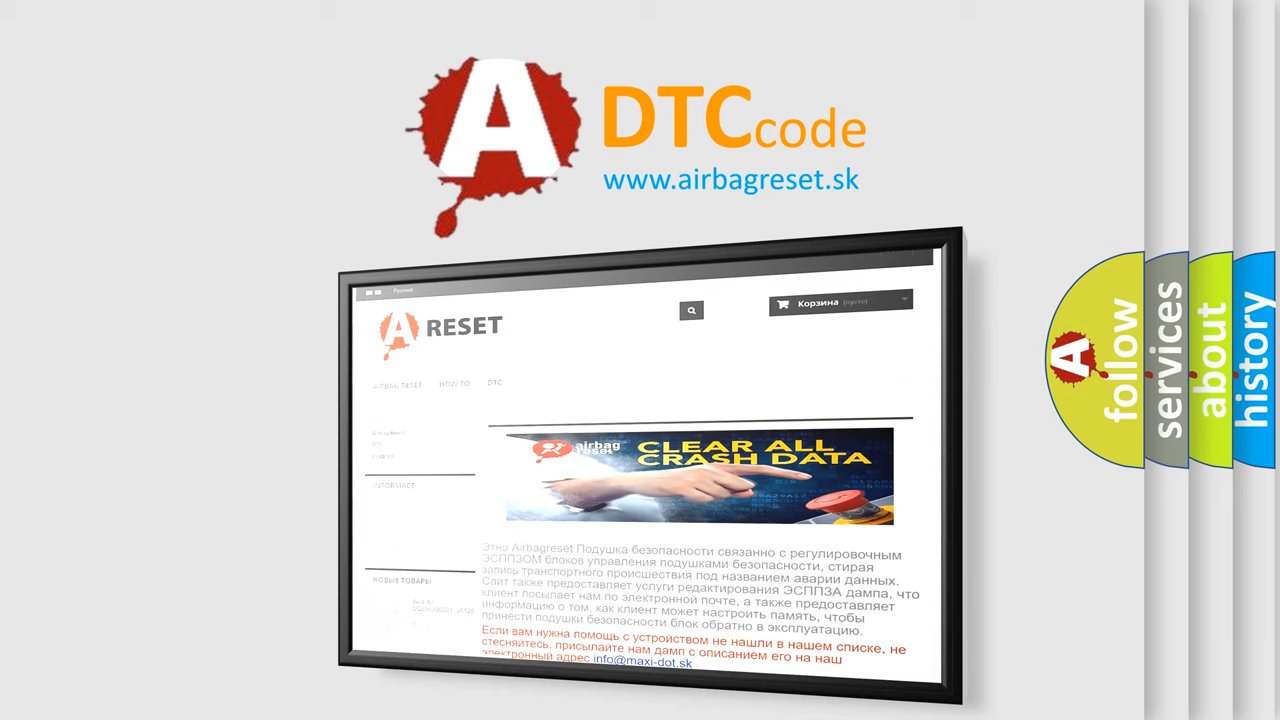 A DTC code
www.airbagreset.sk
Русский
Корзина (пусто)
A RESET
AIRBAG RESET HOW TO DTC
INFORMACE
airbag reset
CLEAR ALL
CRASH DATA
Этно Airbagreset Подушка безопасности связанно с регулировочным
ЭСППЗОМ блоков управления подушками безопасности, стирая
запись транспортного происшествия под названием аварии данных.
Сайт также предоставляет услуги редактирования ЭСППЗА дампа, что
клиент посылает нам по электронной почте, а также предоставляет
информацию о том, как клиент может настроить память, чтобы
принести подушки безопасности блок обратно в эксплуатацию.
Если вам нужна помощь с устройством не нашли в нашем списке, не
стесняйтесь, присылайте нам дамп с описанием его на наш
электронный адрес info@maxi-dot.sk
НОВЫЕ ТОВАРЫ
A
follow
services
about
history